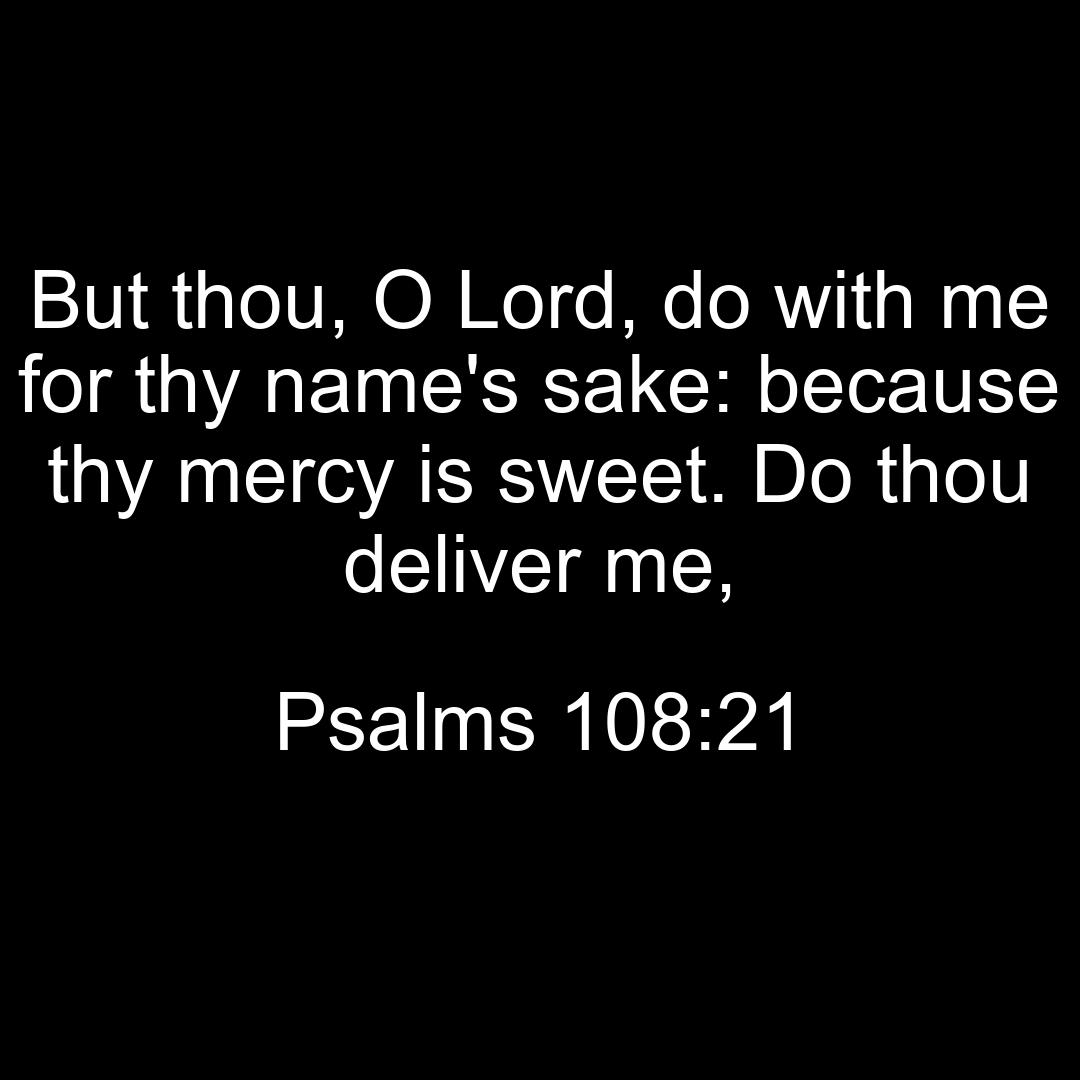 But thou, O Lord, do with me
for thy name's sake: because
thy mercy is sweet. Do thou
deliver me,
Psalms 108:21